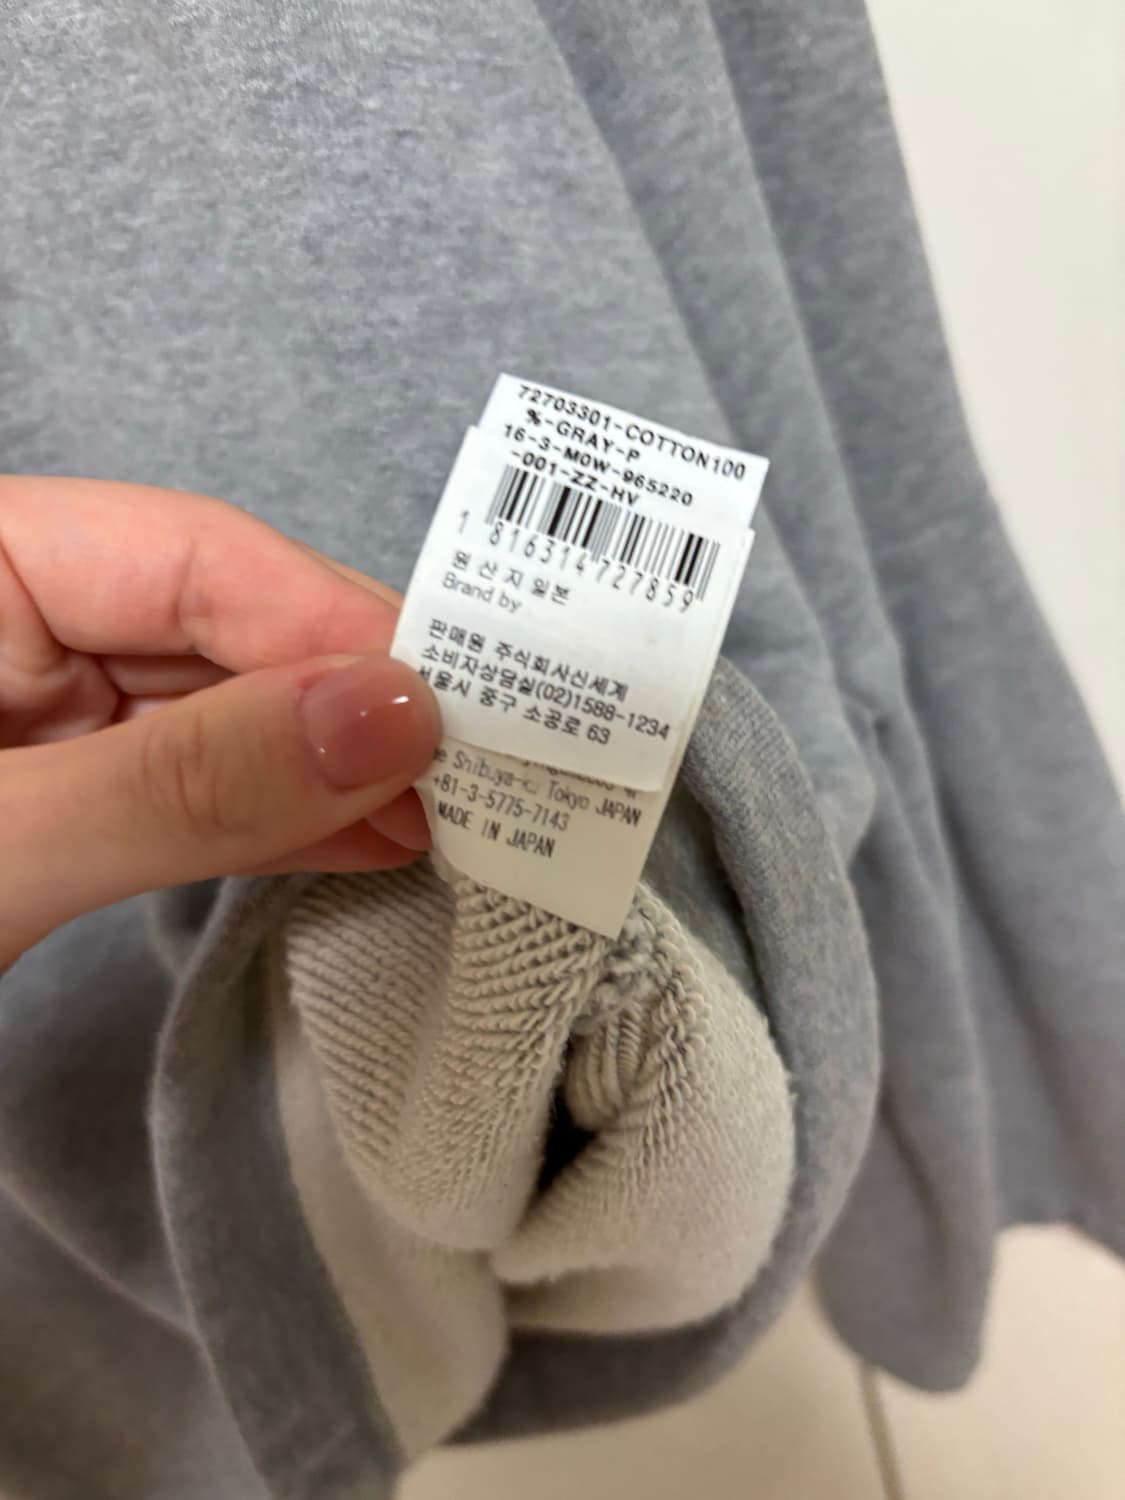 72703301-COTTON100
%-GRAY-P
16-3-M0W-965220
-001-ZZ-HV
1 816314727859
원산지 일본
Brand by
판매원 주식회사신세계
소비자상담실(02)1588-1234
서울시 중구 소공로 63
Shibuya-ku Tokyo JAPAN
+81-3-5775-7143
MADE IN JAPAN